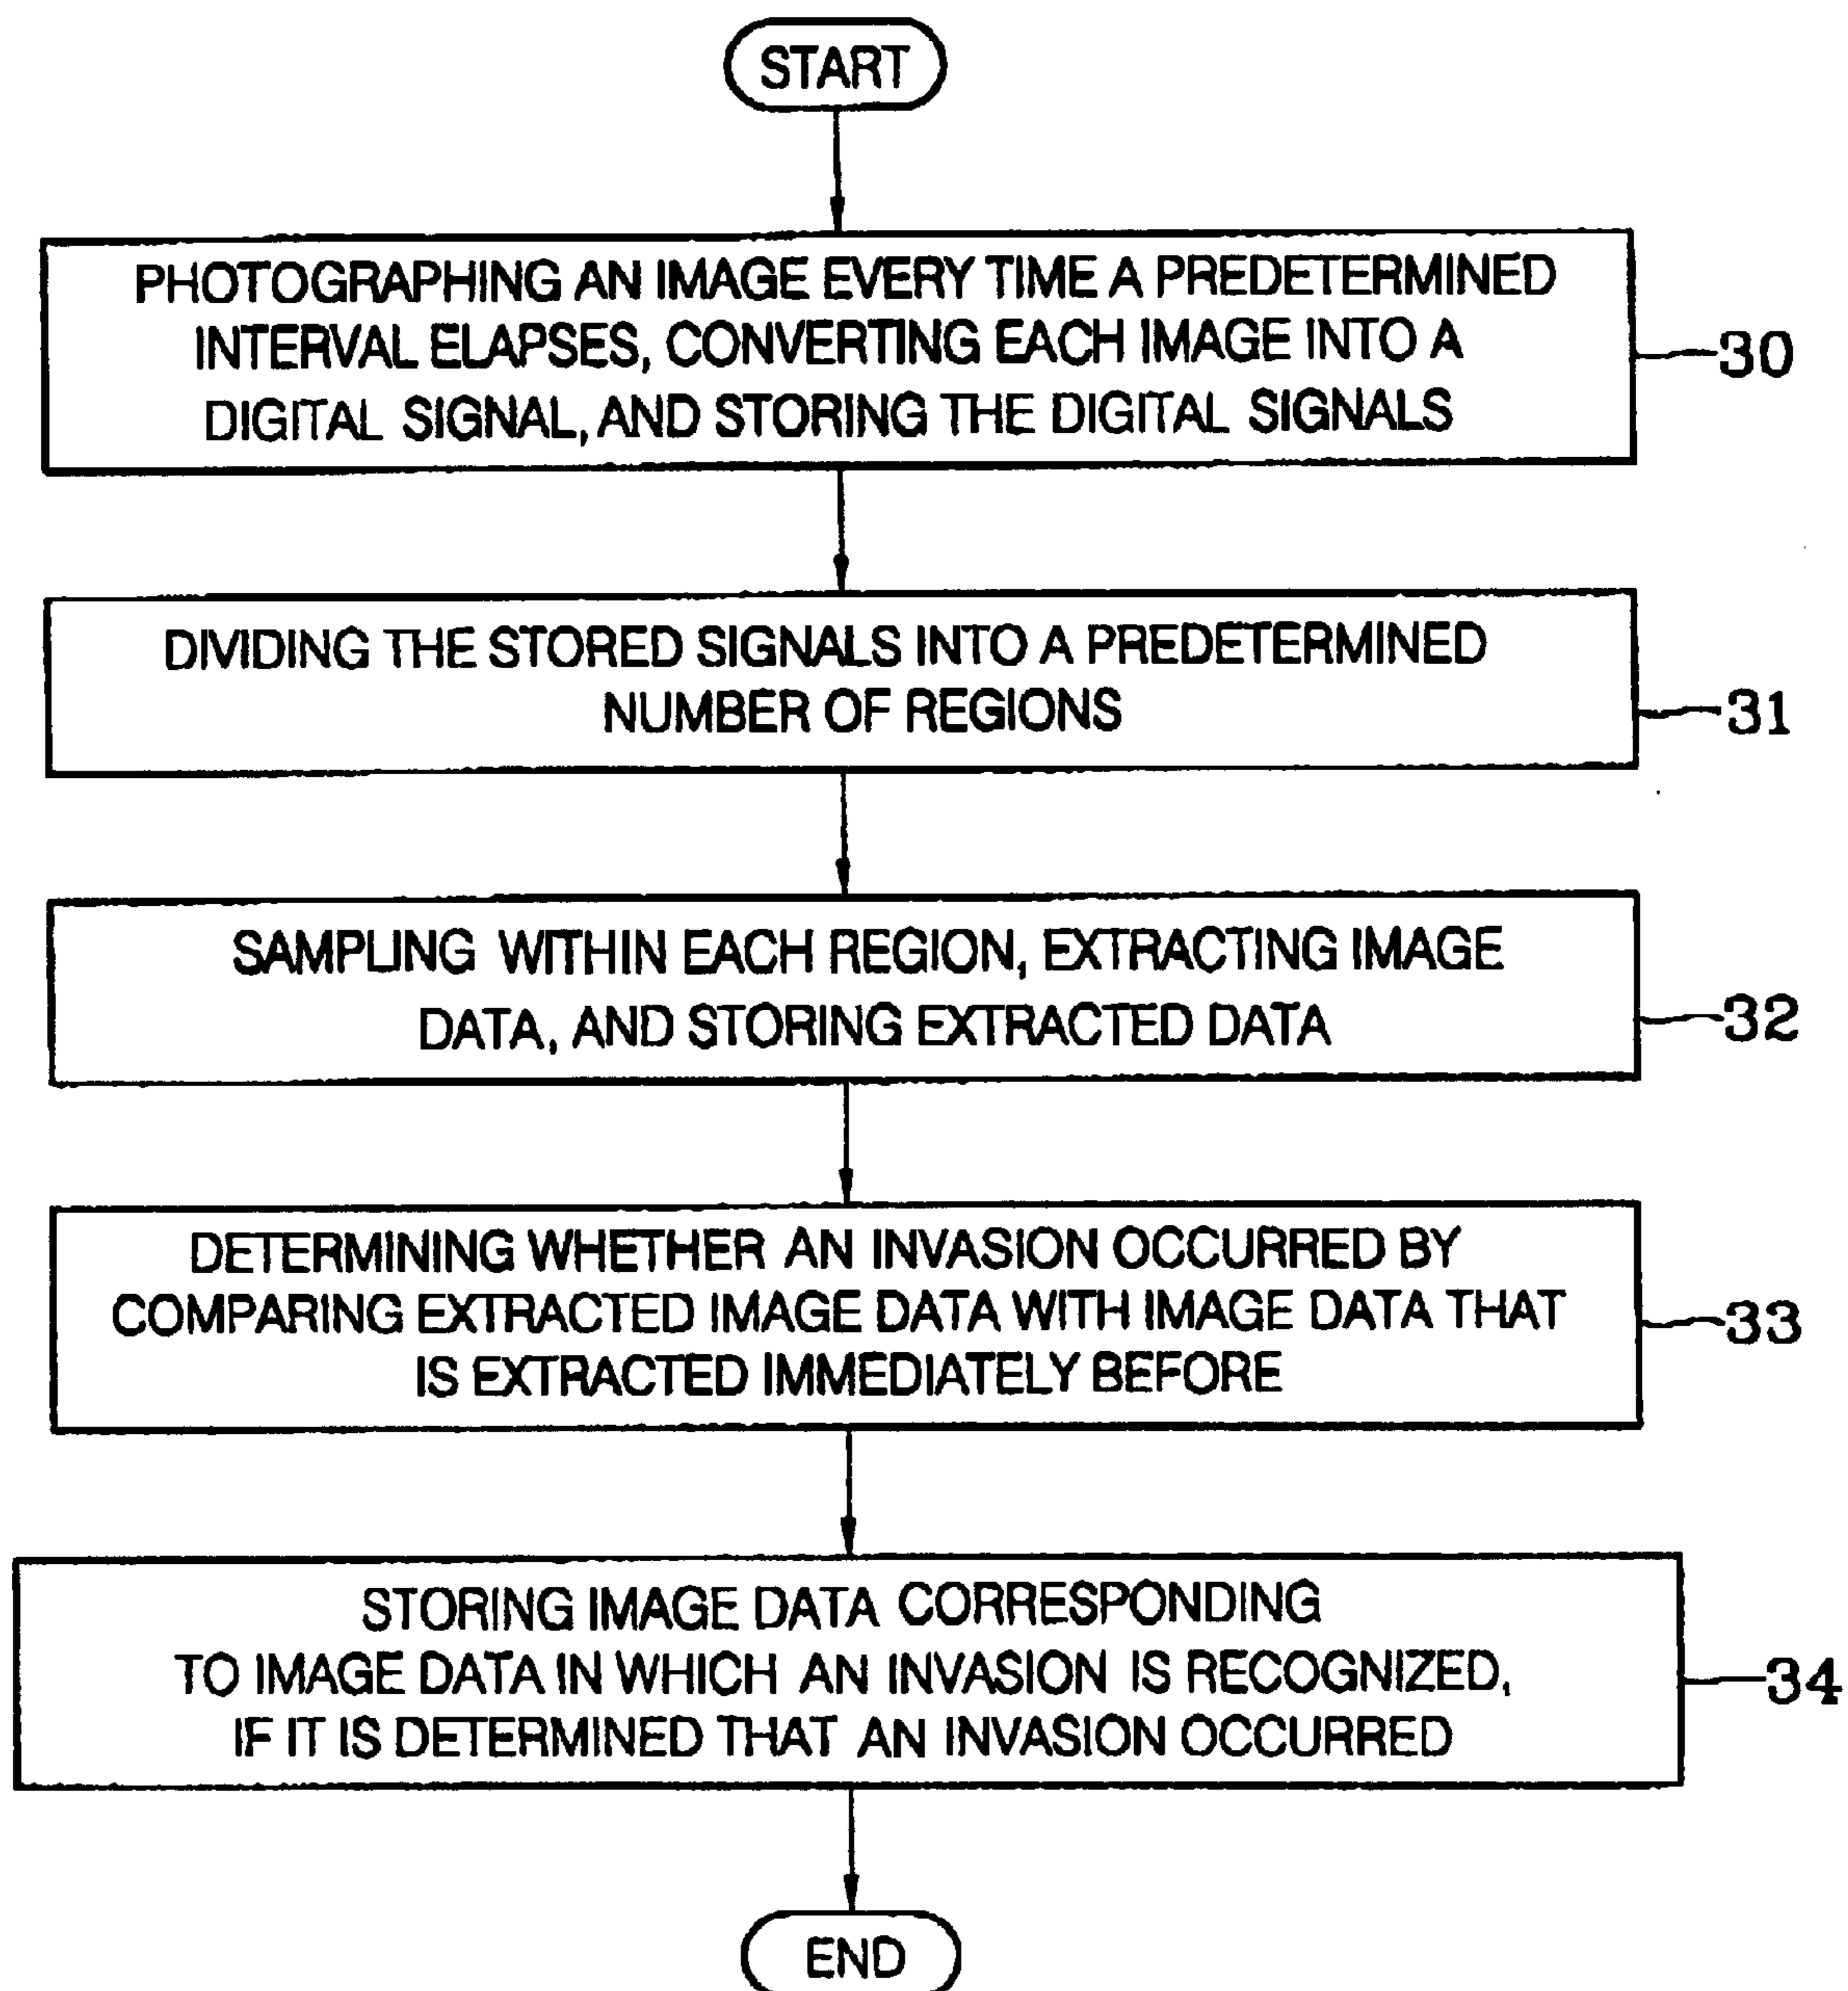 START
PHOTOGRAPHING AN IMAGE EVERY TIME A PREDETERMINED
INTERVAL ELAPSES, CONVERTING EACH IMAGE INTO A
DIGITAL SIGNAL, AND STORING THE DIGITAL SIGNALS
30
DIVIDING THE STORED SIGNALS INTO A PREDETERMINED
NUMBER OF REGIONS
31
SAMPLING WITHIN EACH REGION, EXTRACTING IMAGE
DATA, AND STORING EXTRACTED DATA
32
DETERMINING WHETHER AN INVASION OCCURRED BY
COMPARING EXTRACTED IMAGE DATA WITH IMAGE DATA THAT
IS EXTRACTED IMMEDIATELY BEFORE
33
STORING IMAGE DATA CORRESPONDING
TO IMAGE DATA IN WHICH AN INVASION IS RECOGNIZED,
IF IT IS DETERMINED THAT AN INVASION OCCURRED
34
END